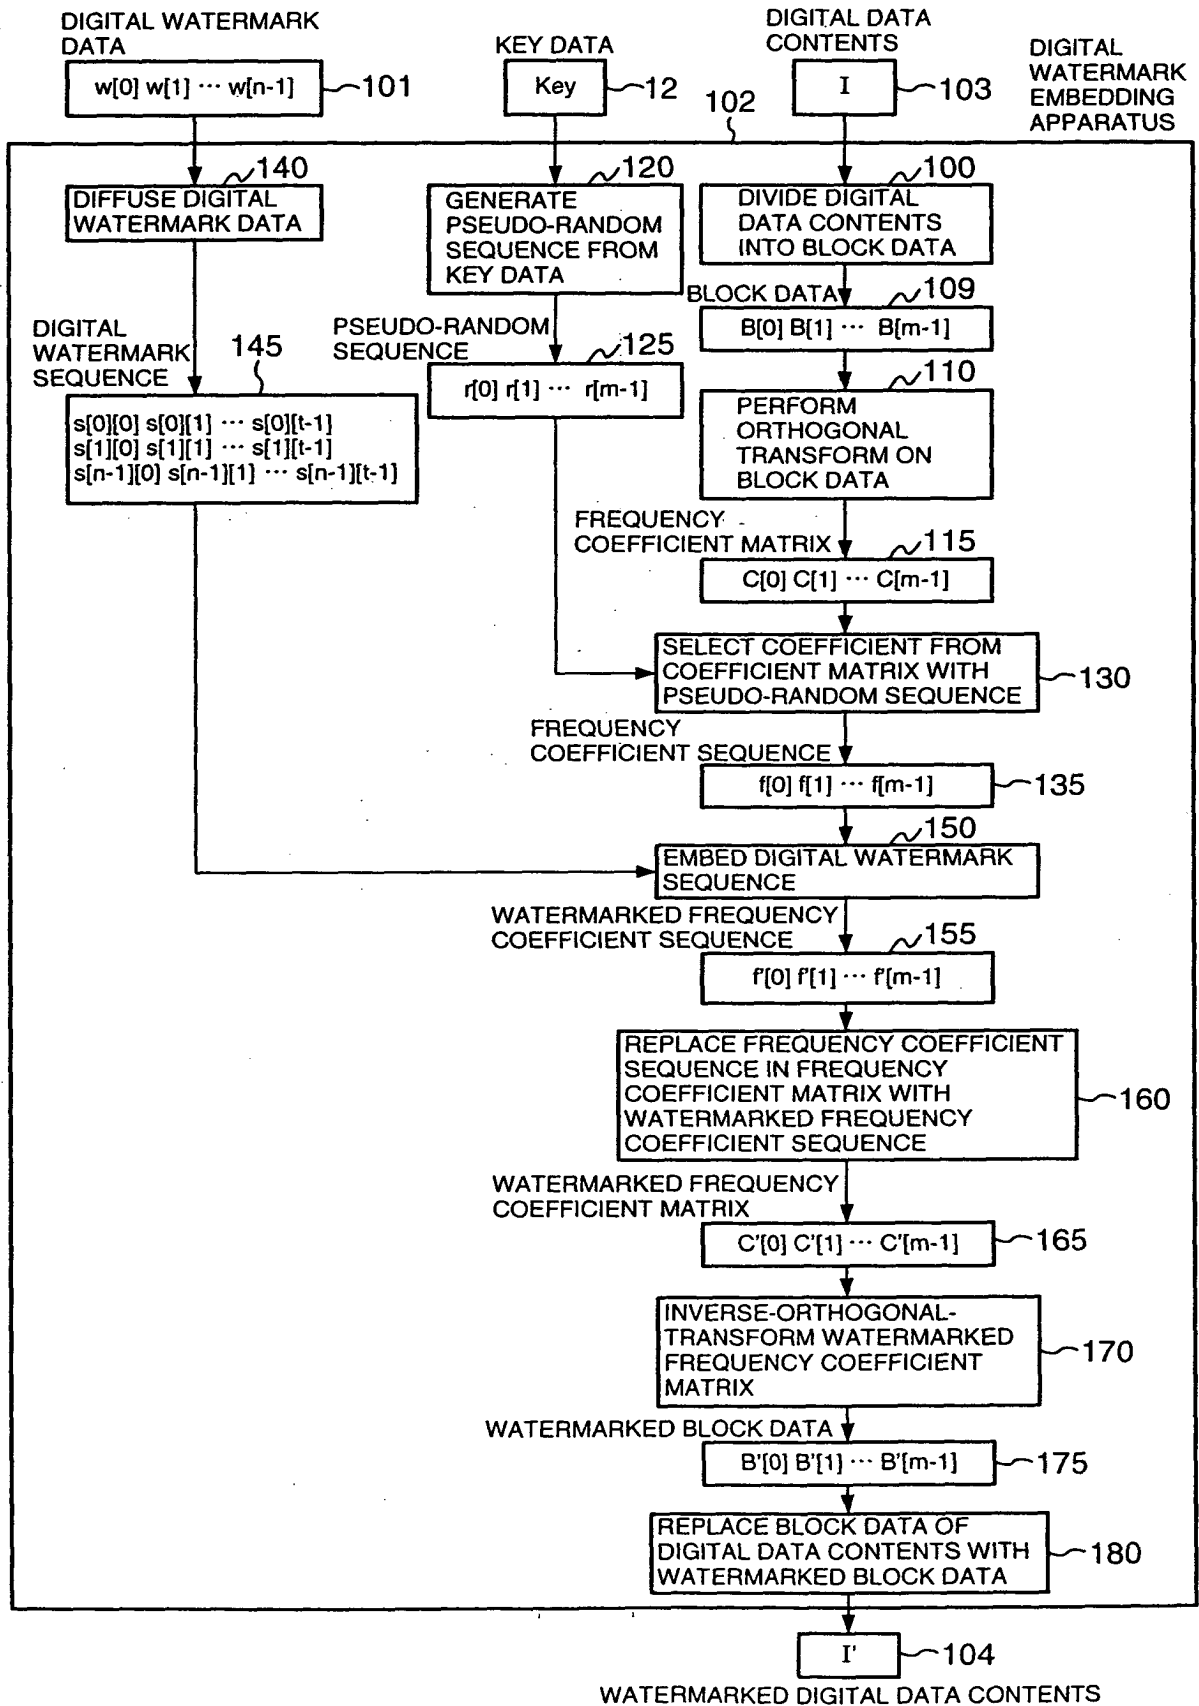 DIGITAL WATERMARK
DATA
w[0] w[1] ··· w[n-1]
101
KEY DATA
Key
12
DIGITAL DATA
CONTENTS
I
103
DIGITAL
WATERMARK
EMBEDDING
APPARATUS
102
140
DIFFUSE DIGITAL
WATERMARK DATA
120
GENERATE
PSEUDO-RANDOM
SEQUENCE FROM
KEY DATA
100
DIVIDE DIGITAL
DATA CONTENTS
INTO BLOCK DATA
BLOCK DATA
109
B[0] B[1] ··· B[m-1]
DIGITAL
WATERMARK
SEQUENCE
145
s[0][0] s[0][1] ··· s[0][t-1]
s[1][0] s[1][1] ··· s[1][t-1]
s[n-1][0] s[n-1][1] ··· s[n-1][t-1]
PSEUDO-RANDOM
SEQUENCE
125
r[0] r[1] ··· r[m-1]
110
PERFORM
ORTHOGONAL
TRANSFORM ON
BLOCK DATA
FREQUENCY
COEFFICIENT MATRIX
115
C[0] C[1] ··· C[m-1]
SELECT COEFFICIENT FROM
COEFFICIENT MATRIX WITH
PSEUDO-RANDOM SEQUENCE
130
FREQUENCY
COEFFICIENT SEQUENCE
f[0] f[1] ··· f[m-1]
135
150
EMBED DIGITAL WATERMARK
SEQUENCE
WATERMARKED FREQUENCY
COEFFICIENT SEQUENCE
155
f'[0] f'[1] ··· f'[m-1]
REPLACE FREQUENCY COEFFICIENT
SEQUENCE IN FREQUENCY
COEFFICIENT MATRIX WITH
WATERMARKED FREQUENCY
COEFFICIENT SEQUENCE
160
WATERMARKED FREQUENCY
COEFFICIENT MATRIX
C'[0] C'[1] ··· C'[m-1]
165
INVERSE-ORTHOGONAL-
TRANSFORM WATERMARKED
FREQUENCY COEFFICIENT
MATRIX
170
WATERMARKED BLOCK DATA
B'[0] B'[1] ··· B'[m-1]
175
REPLACE BLOCK DATA OF
DIGITAL DATA CONTENTS WITH
WATERMARKED BLOCK DATA
180
I'
104
WATERMARKED DIGITAL DATA CONTENTS